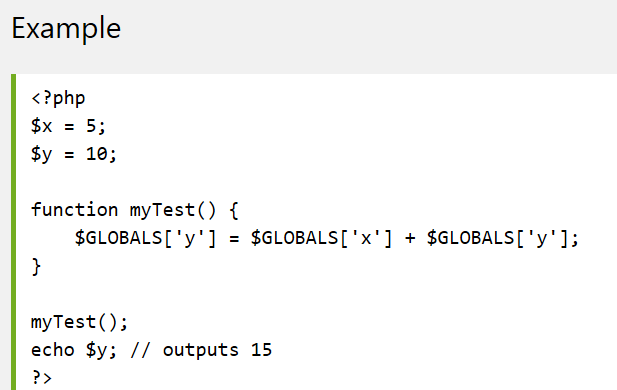 Example
<?php
$x = 5;
$y = 10;

function myTest() {
    $GLOBALS['y'] = $GLOBALS['x'] + $GLOBALS['y'];
}

myTest();
echo $y; // outputs 15
?>